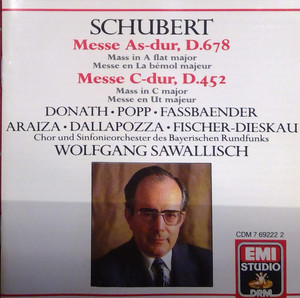 SCHUBERT
Messe As-dur, D.678
Mass in A flat major
Messe en La bémol majeur
Messe C-dur, D.452
Mass in C major
Messe en Ut majeur
DONATH · POPP · FASSBAENDER
ARAIZA · DALLAPOZZA · FISCHER-DIESKAU
Chor und Sinfonieorchester des Bayerischen Rundfunks
WOLFGANG SAWALLISCH
CDM 7 69222 2
EMI
STUDIO
DRM